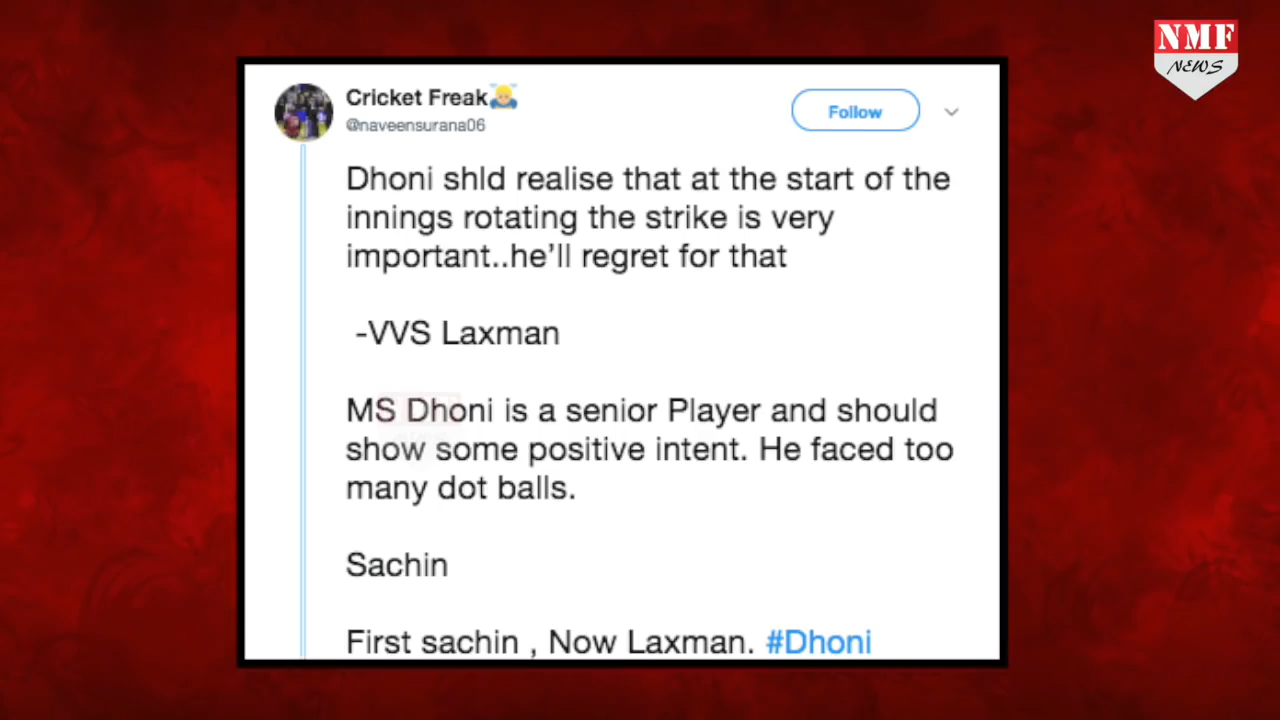 NMF
NEWS
Cricket Freak
@naveensurana06
Follow
Dhoni shld realise that at the start of the
innings rotating the strike is very
important..he'll regret for that
-VVS Laxman
MS Dhoni is a senior Player and should
show some positive intent. He faced too
many dot balls.
Sachin
First sachin , Now Laxman. #Dhoni